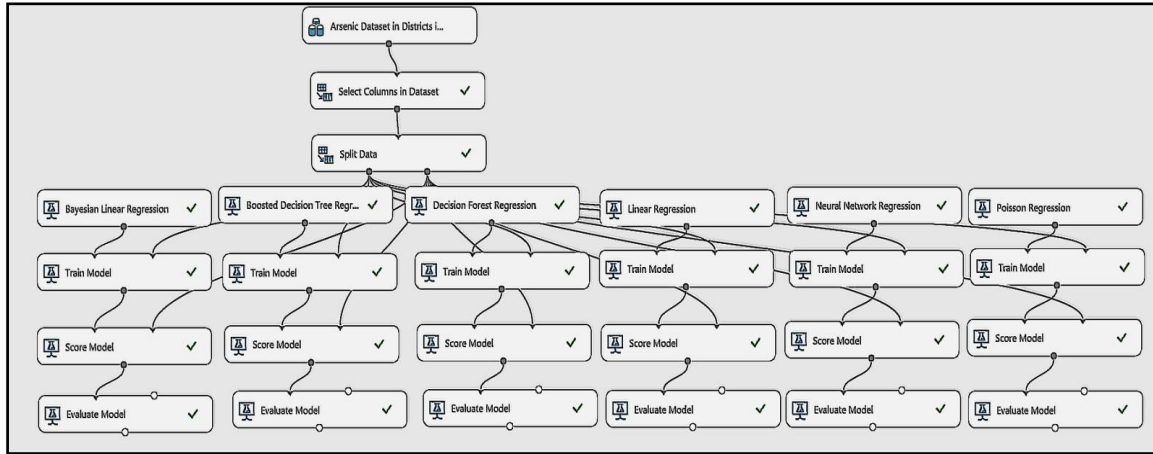 Arsenic Dataset in Districts i...
Select Columns in Dataset
Split Data
Bayesian Linear Regression
Boosted Decision Tree Regr...
Decision Forest Regression
Linear Regression
Neural Network Regression
Poisson Regression
Train Model
Train Model
Train Model
Train Model
Train Model
Train Model
Score Model
Score Model
Score Model
Score Model
Score Model
Score Model
Evaluate Model
Evaluate Model
Evaluate Model
Evaluate Model
Evaluate Model
Evaluate Model